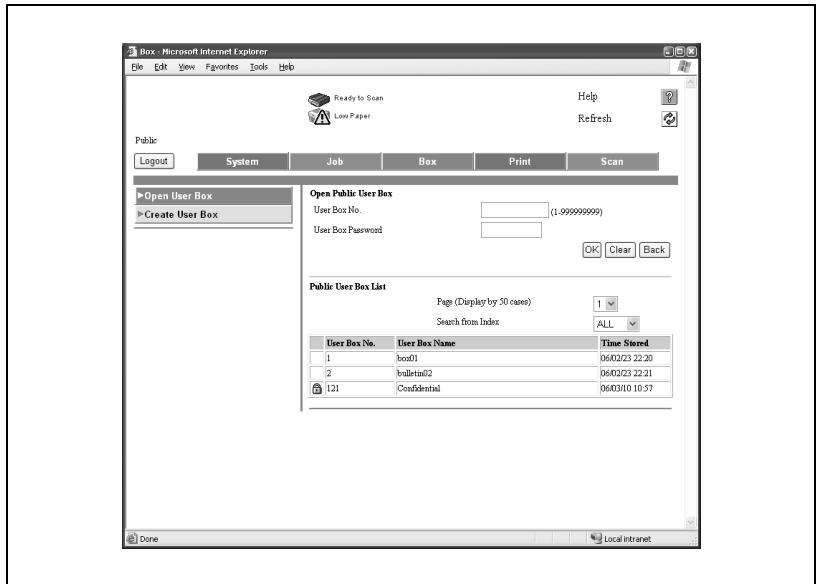 Box - Microsoft Internet Explorer
File Edit View Favorites Tools Help
Ready to Scan
Low Paper
Help
Refresh
Public
Logout System Job Box Print Scan
Open User Box
Create User Box
Open Public User Box
User Box No. (1-999999999)
User Box Password
OK Clear Back
Public User Box List
Page (Display by 50 cases) 1
Search from Index ALL
User Box No. User Box Name Time Stored
1 box01 06/02/23 22:20
2 bulletin02 06/02/23 22:21
121 Confidential 06/03/10 10:57
Done Local intranet